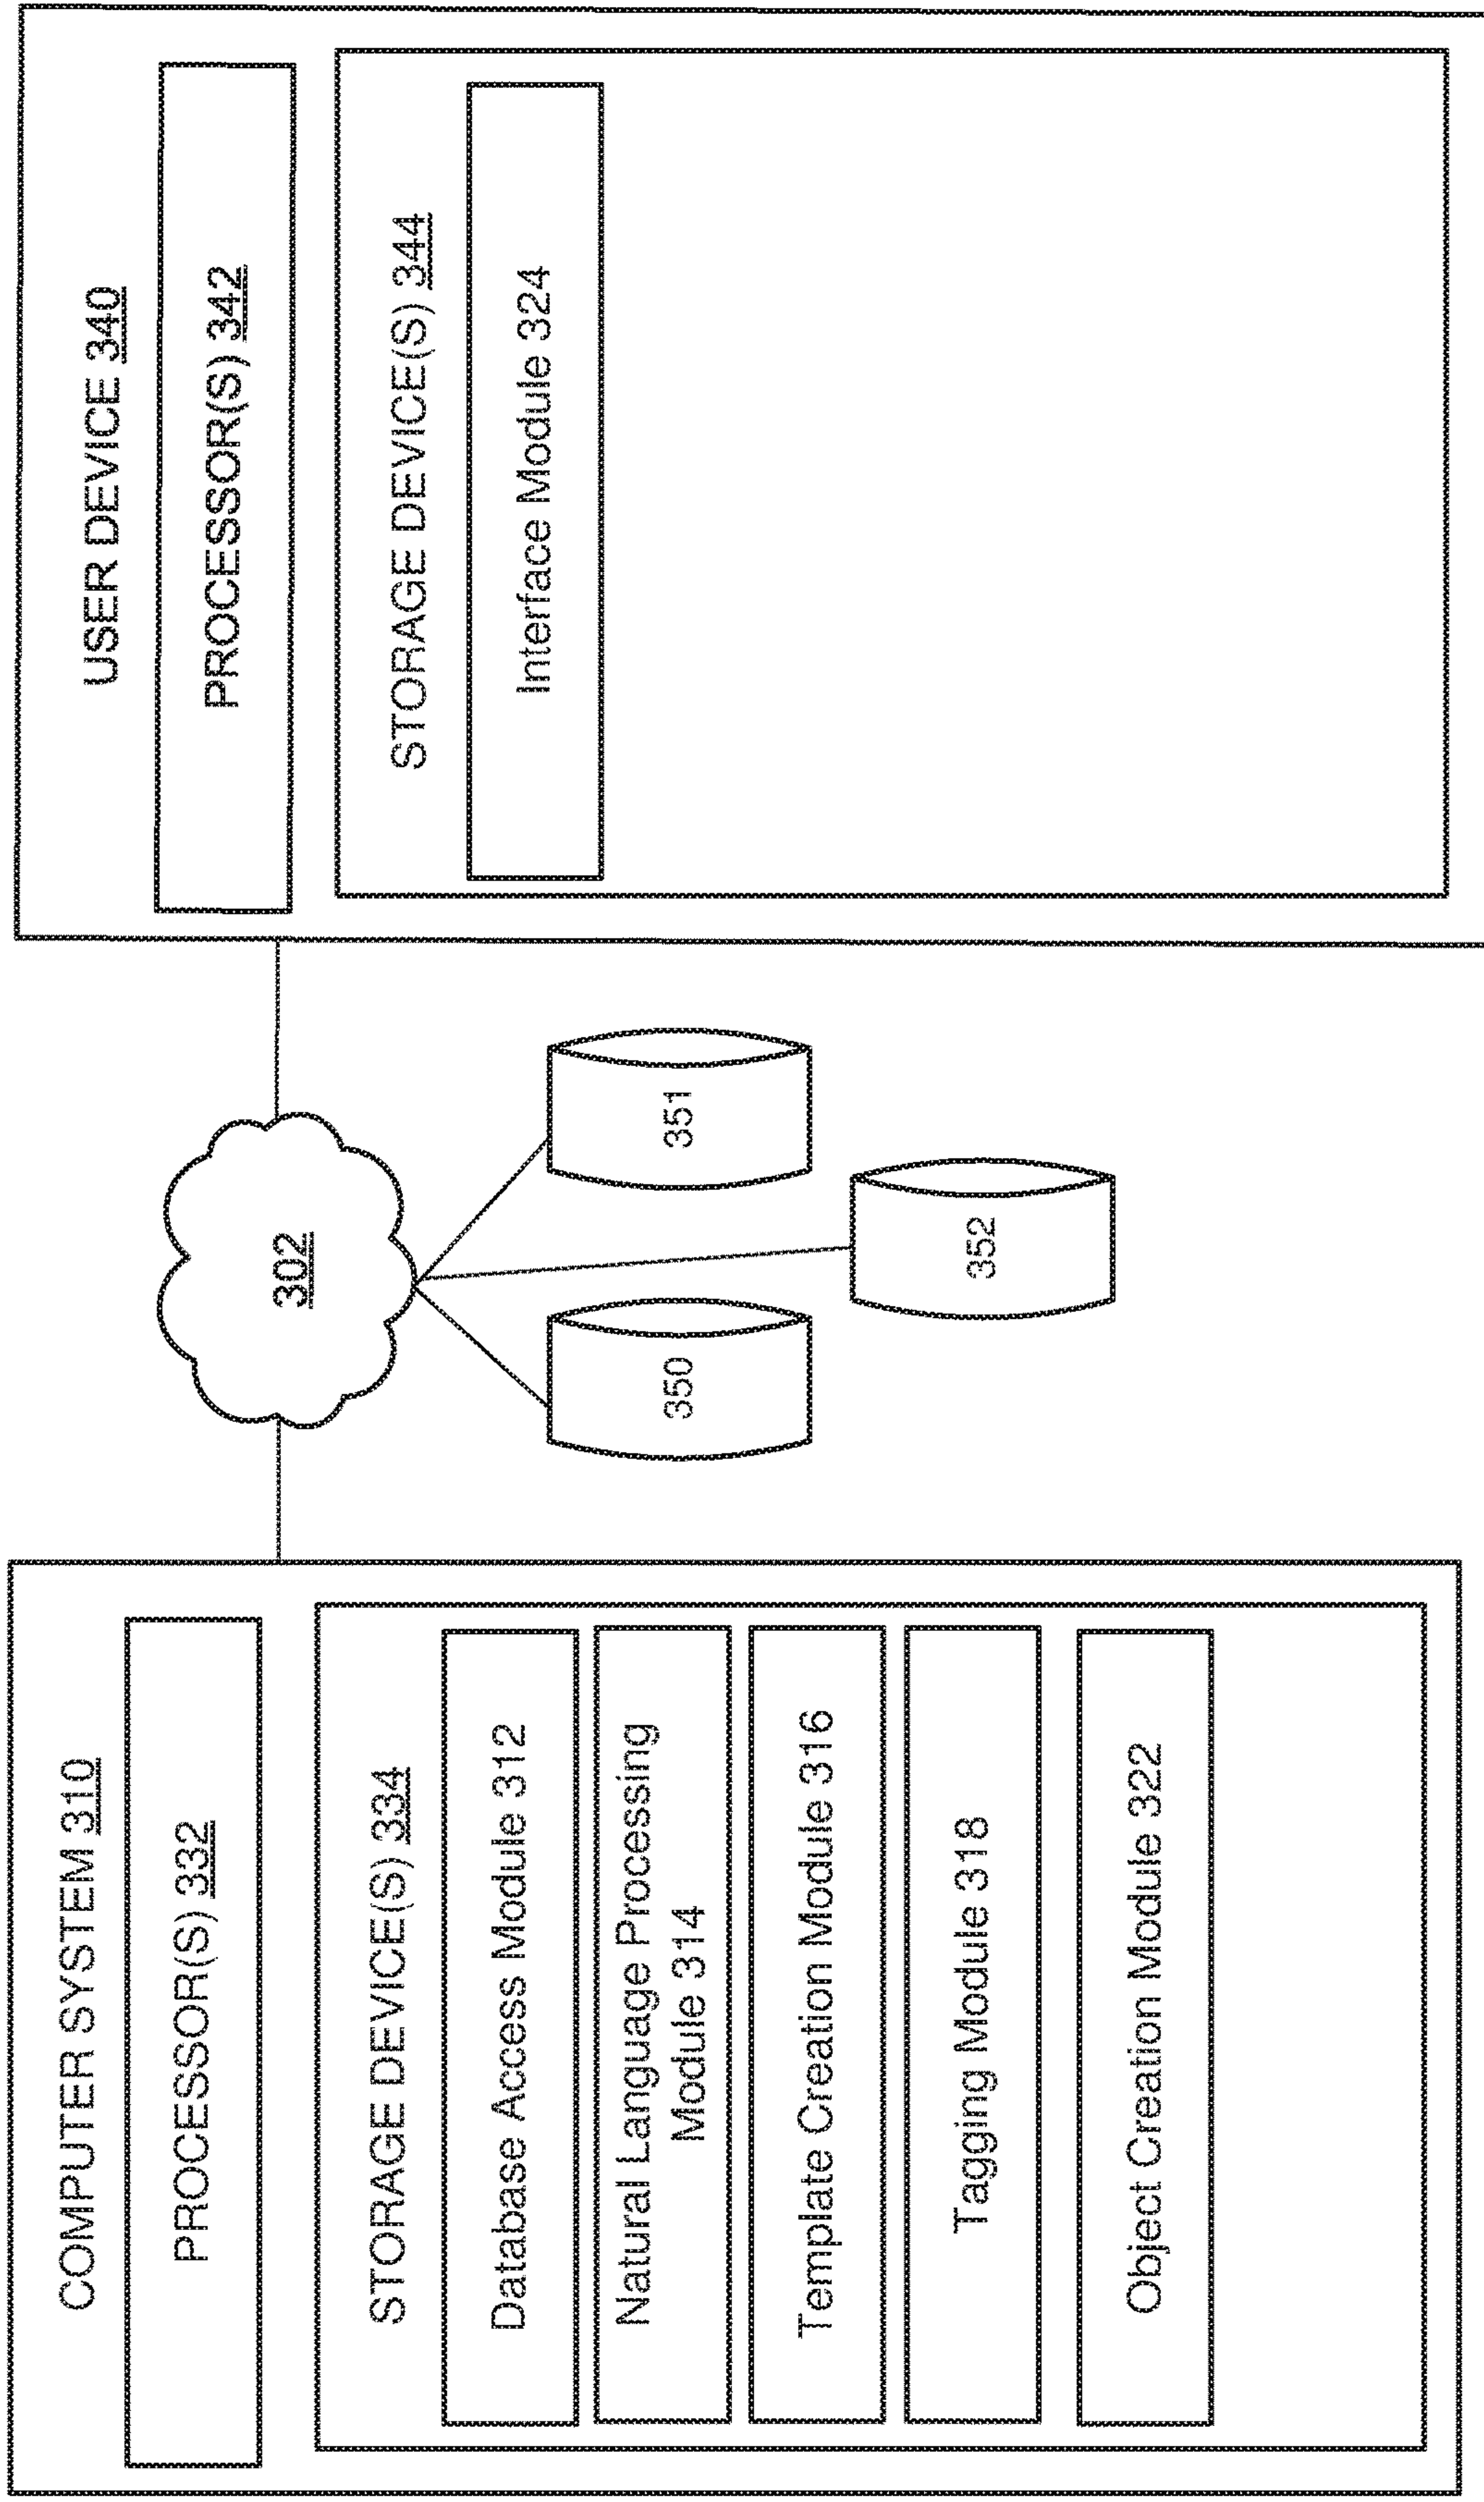 COMPUTER SYSTEM 310
PROCESSOR(S) 332
STORAGE DEVICE(S) 334
Database Access Module 312
Natural Language Processing
Module 314
Template Creation Module 316
Tagging Module 318
Object Creation Module 322
302
350
351
352
USER DEVICE 340
PROCESSOR(S) 342
STORAGE DEVICE(S) 344
Interface Module 324